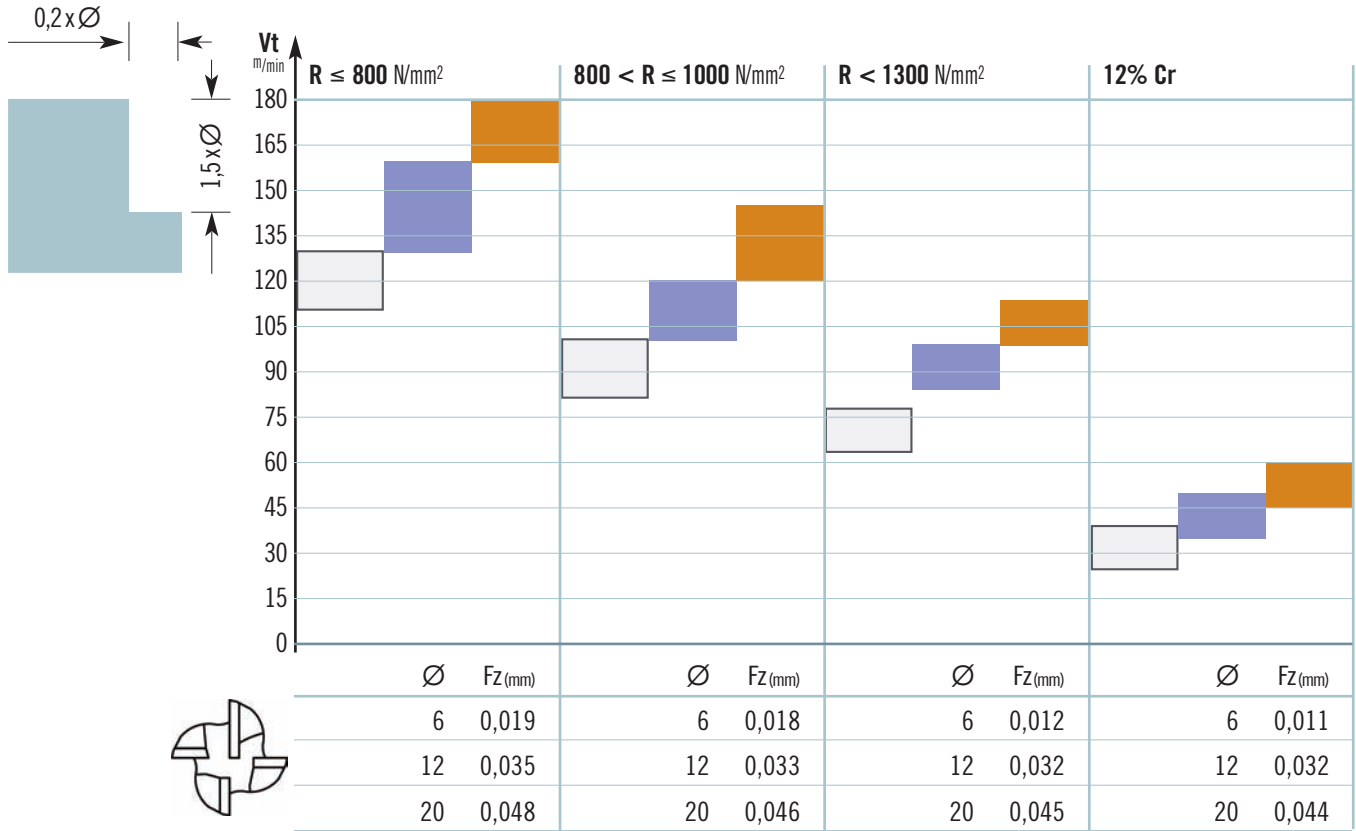 0,2 x Ø
1,5 x Ø
Vt
m/min
R ≤ 800 N/mm² 800 < R ≤ 1000 N/mm² R < 1300 N/mm² 12% Cr
180
165
150
135
120
105
90
75
60
45
30
15
0
Ø Fz(mm) Ø Fz(mm) Ø Fz(mm) Ø Fz(mm)
6 0,019 6 0,018 6 0,012 6 0,011
12 0,035 12 0,033 12 0,032 12 0,032
20 0,048 20 0,046 20 0,045 20 0,044